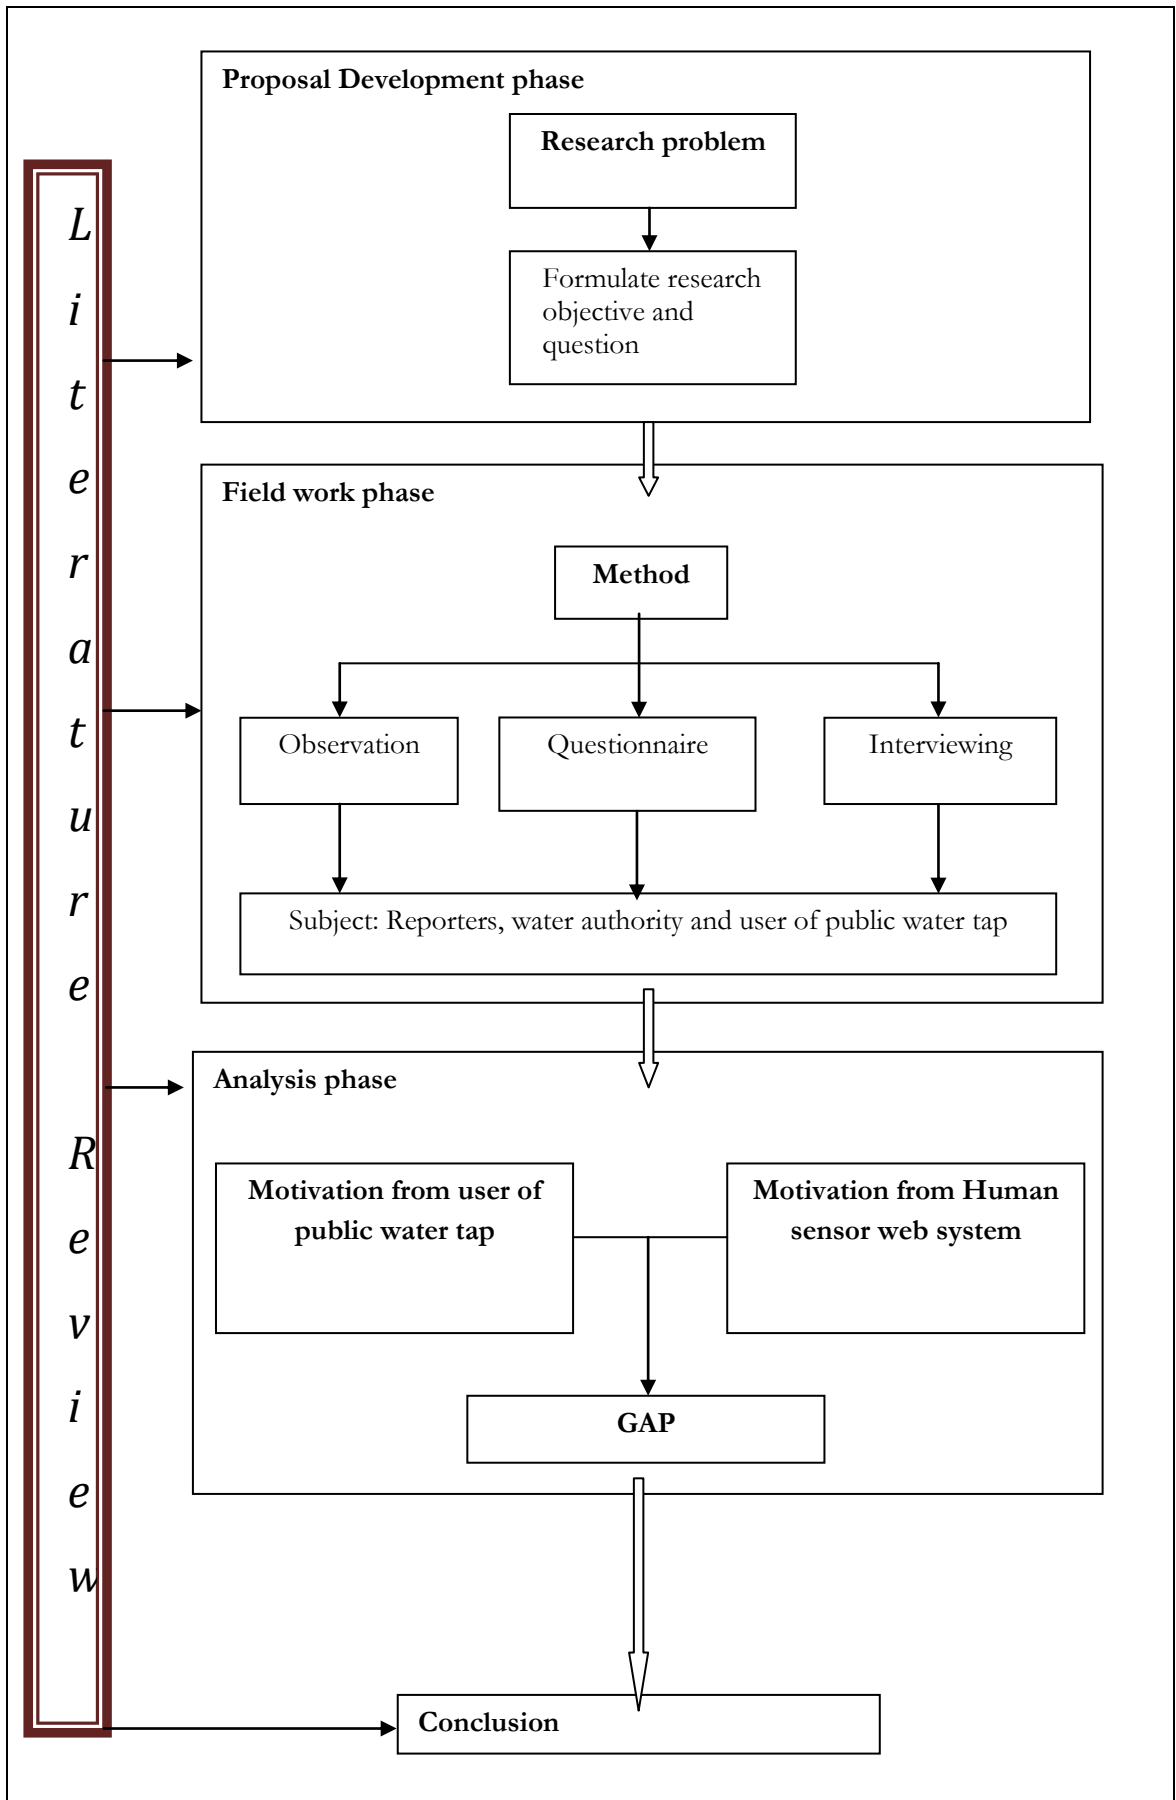 Literature Review
Proposal Development phase
Research problem
Formulate research
objective and
question
Field work phase
Method
Observation
Questionnaire
Interviewing
Subject: Reporters, water authority and user of public water tap
Analysis phase
Motivation from user of
public water tap
Motivation from Human
sensor web system
GAP
Conclusion